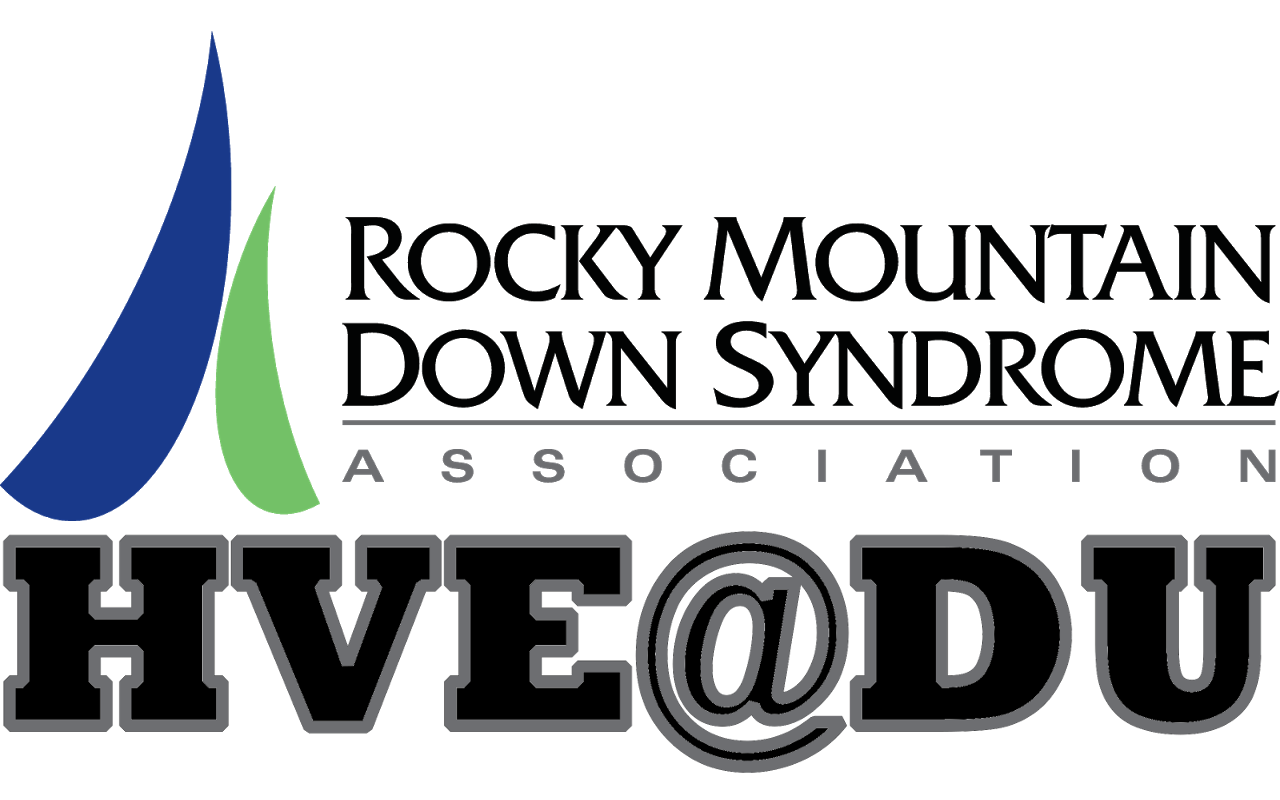 ROCKY MOUNTAIN
DOWN SYNDROME
ASSOCIATION
HVE@DU